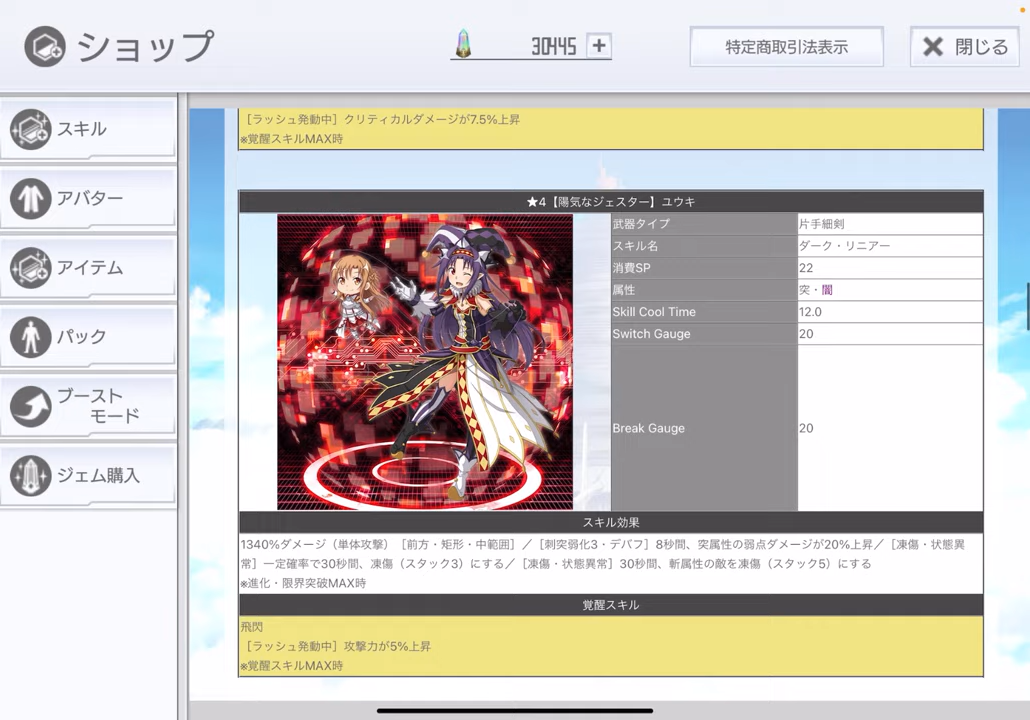 ショップ
30445
特定商取引法表示
閉じる
スキル
アバター
アイテム
パック
ブースト
モード
ジェム購入
［ラッシュ発動中］クリティカルダメージが7.5%上昇
※覚醒スキルMAX時
★4【陽気なジェスター】ユウキ
武器タイプ 片手細剣
スキル名 ダーク・リニアー
消費SP 22
属性 突・闇
Skill Cool Time 12.0
Switch Gauge 20
Break Gauge 20
スキル効果
1340%ダメージ（単体攻撃）［前方・矩形・中範囲］／［刺突弱化3・デバフ］8秒間、突属性の弱点ダメージが20%上昇／［凍傷・状態異
常］一定確率で30秒間、凍傷（スタック3）にする／［凍傷・状態異常］30秒間、斬属性の敵を凍傷（スタック5）にする
※進化・限界突破MAX時
覚醒スキル
飛閃
［ラッシュ発動中］攻撃力が5%上昇
※覚醒スキルMAX時